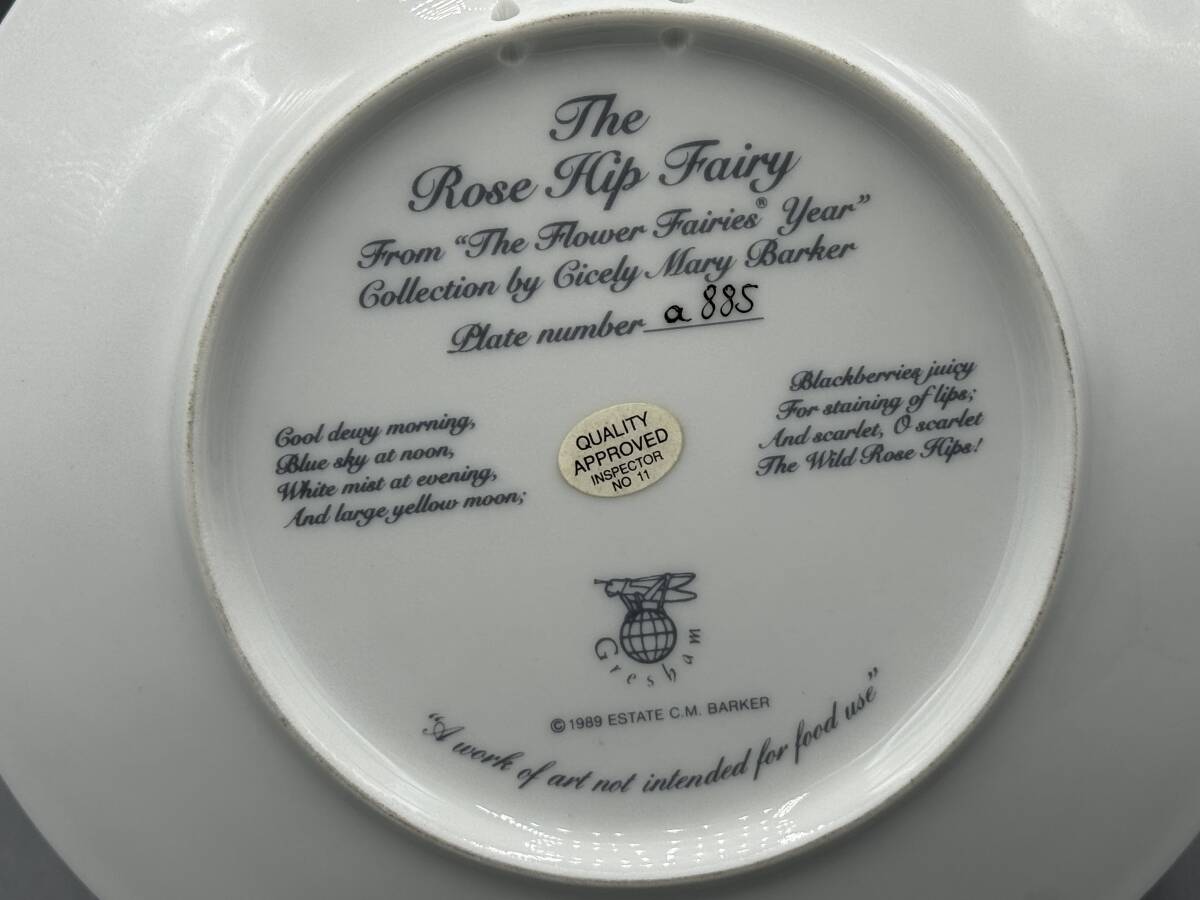 The
Rose Hip Fairy
From “The Flower Fairies® Year”
Collection by Cicely Mary Barker
Plate number a 885
Cool dewy morning,
Blue sky at noon,
White mist at evening,
And large yellow moon;
QUALITY
APPROVED
INSPECTOR
NO 11
Blackberries juicy
For staining of lips;
And scarlet, O scarlet
The Wild Rose Hips!
Gresham
©1989 ESTATE C.M. BARKER
“A work of art not intended for food use”